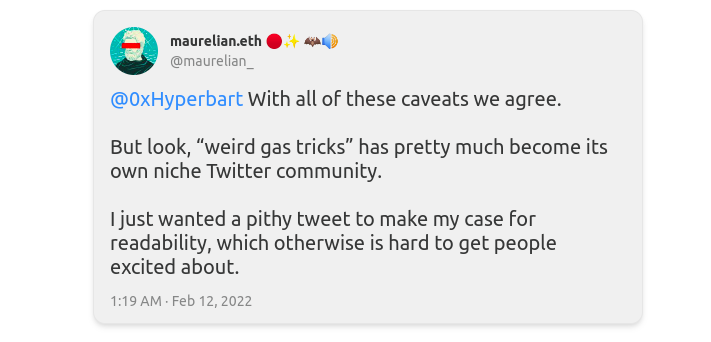 maurelian.eth 🔴✨ 🦇🔊
@maurelian_
@0xHyperbart With all of these caveats we agree.
But look, “weird gas tricks” has pretty much become its
own niche Twitter community.
I just wanted a pithy tweet to make my case for
readability, which otherwise is hard to get people
excited about.
1:19 AM · Feb 12, 2022